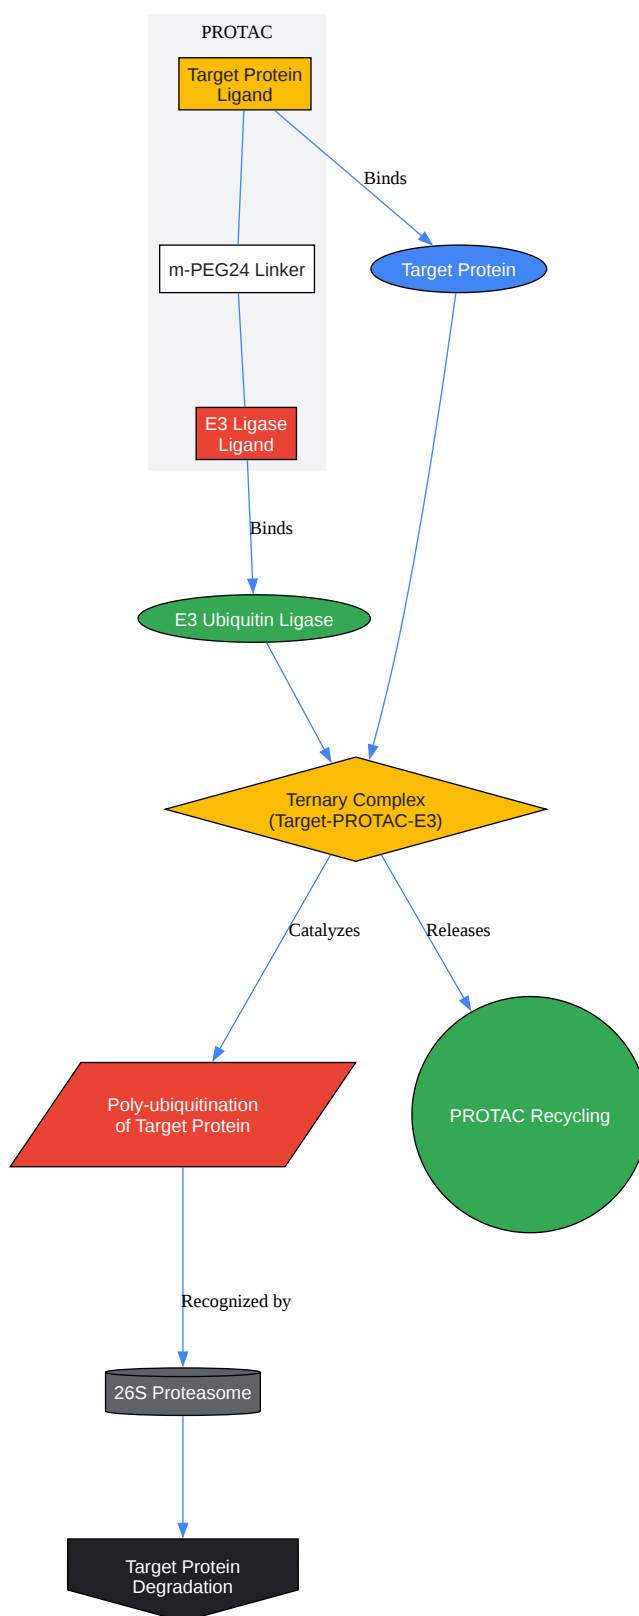 PROTAC
Target Protein
Ligand
Binds
m-PEG24 Linker
Target Protein
E3 Ligase
Ligand
Binds
E3 Ubiquitin Ligase
Ternary Complex
(Target-PROTAC-E3)
Catalyzes
Releases
Poly-ubiquitination
of Target Protein
PROTAC Recycling
Recognized by
26S Proteasome
Target Protein
Degradation